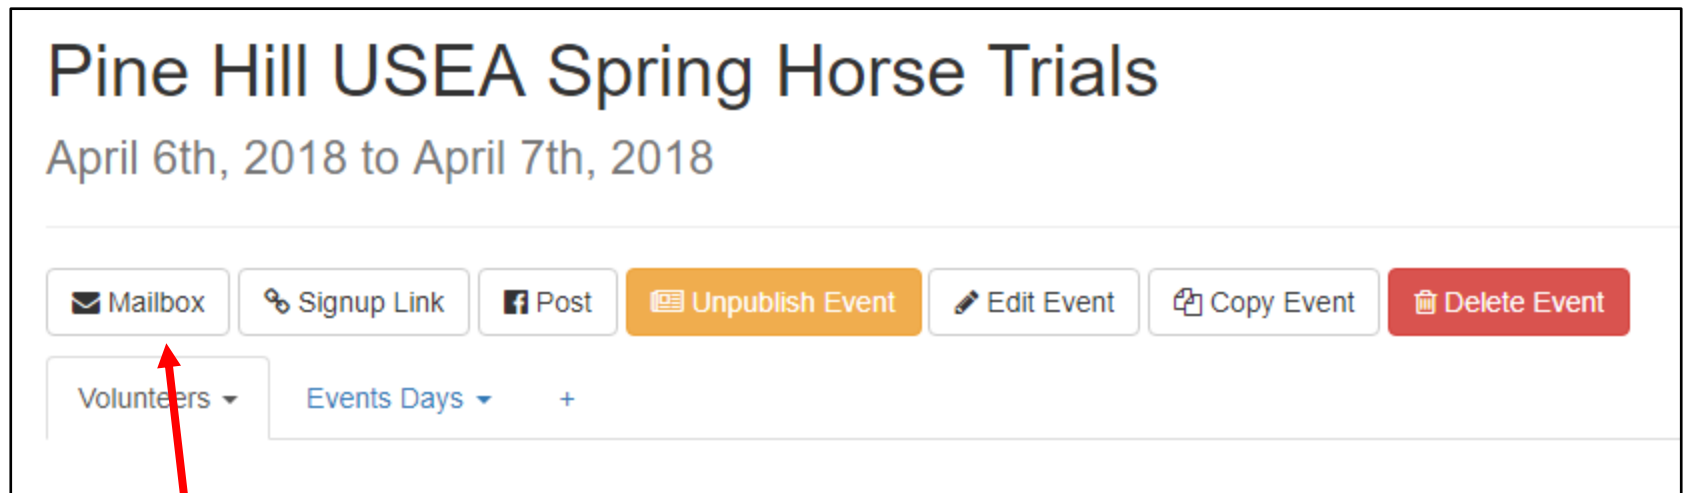 Pine Hill USEA Spring Horse Trials
April 6th, 2018 to April 7th, 2018
Mailbox Signup Link Post Unpublish Event Edit Event Copy Event Delete Event
Volunteers Events Days +